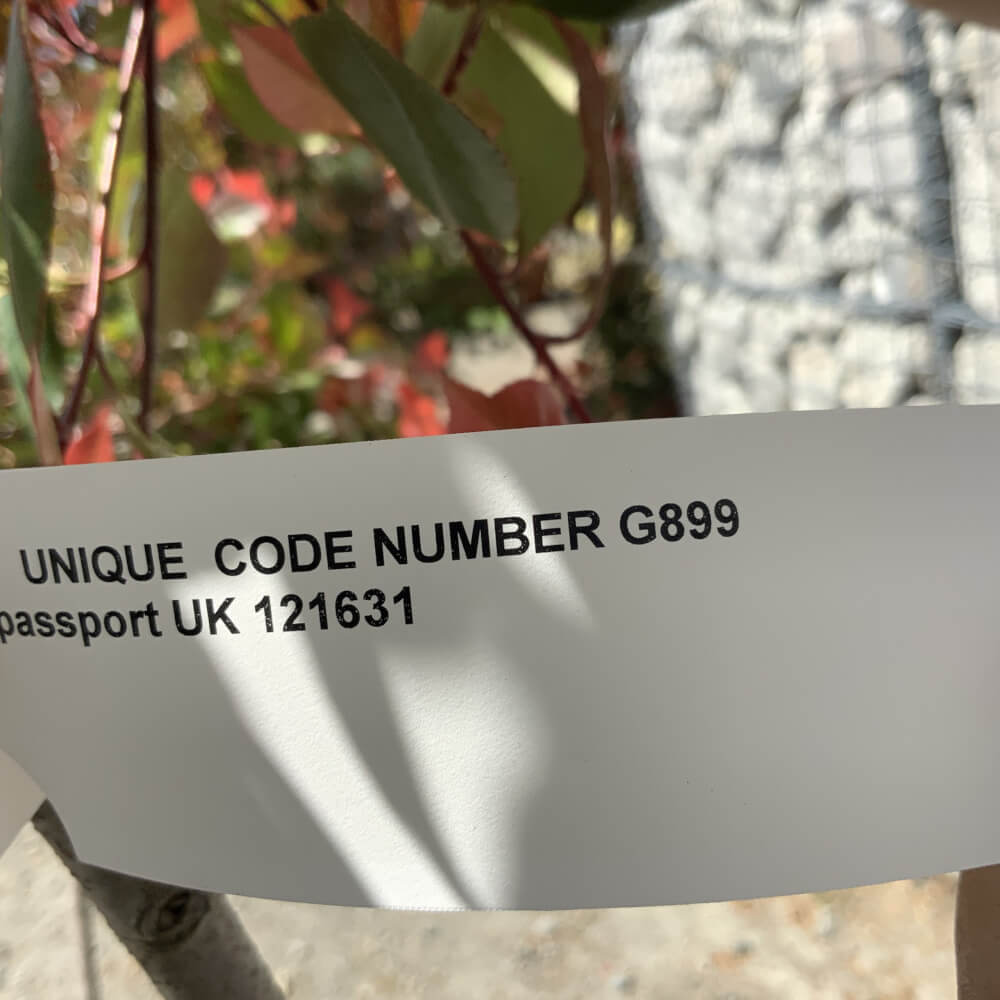 UNIQUE CODE NUMBER G899
passport UK 121631